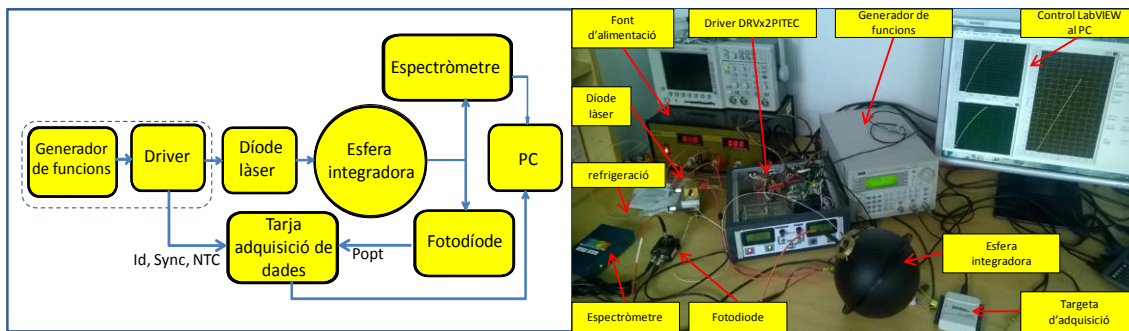 Espectròmetre
Generador
de funcions
Driver
Díode
làser
Esfera
integradora
PC
Tarja
adquisició de
dades
Fotodíode
Id, Sync, NTC
Popt
Font
d'alimentació
Driver DRVx2PITEC
Generador de
funcions
Control LabVIEW
al PC
Díode
làser
refrigeració
Esfera
integradora
Espectròmetre
Fotodiode
Targeta
d'adquisició